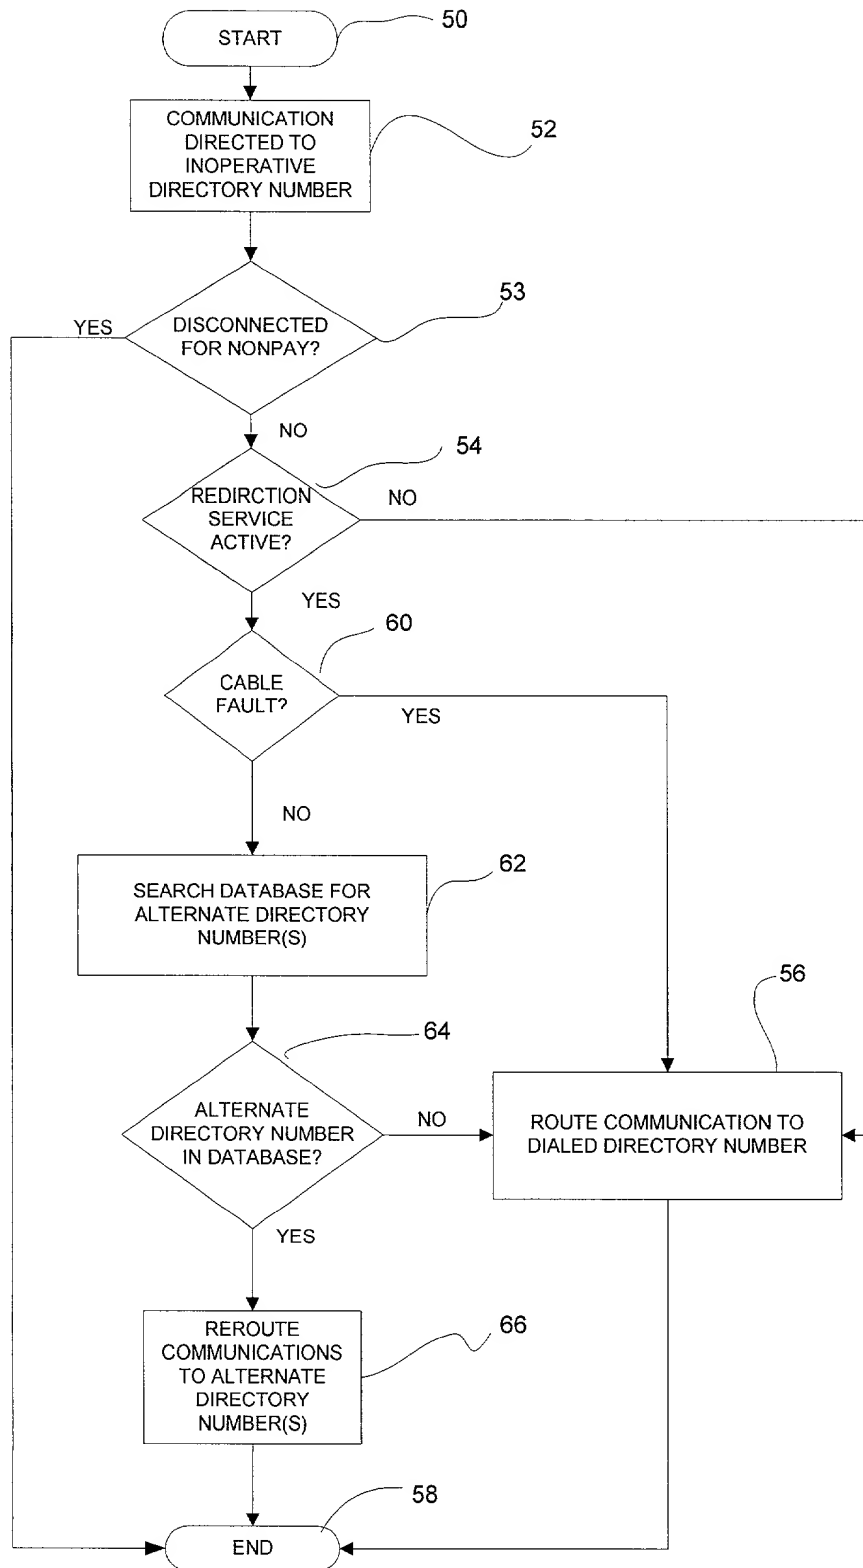 START
50
COMMUNICATION
DIRECTED TO
INOPERATIVE
DIRECTORY NUMBER
52
53
YES
DISCONNECTED
FOR NONPAY?
NO
54
REDIRCTION
SERVICE
ACTIVE?
NO
YES
60
CABLE
FAULT?
YES
NO
62
SEARCH DATABASE FOR
ALTERNATE DIRECTORY
NUMBER(S)
56
64
ALTERNATE
DIRECTORY NUMBER
IN DATABASE?
NO
ROUTE COMMUNICATION TO
DIALED DIRECTORY NUMBER
YES
66
REROUTE
COMMUNICATIONS
TO ALTERNATE
DIRECTORY
NUMBER(S)
58
END